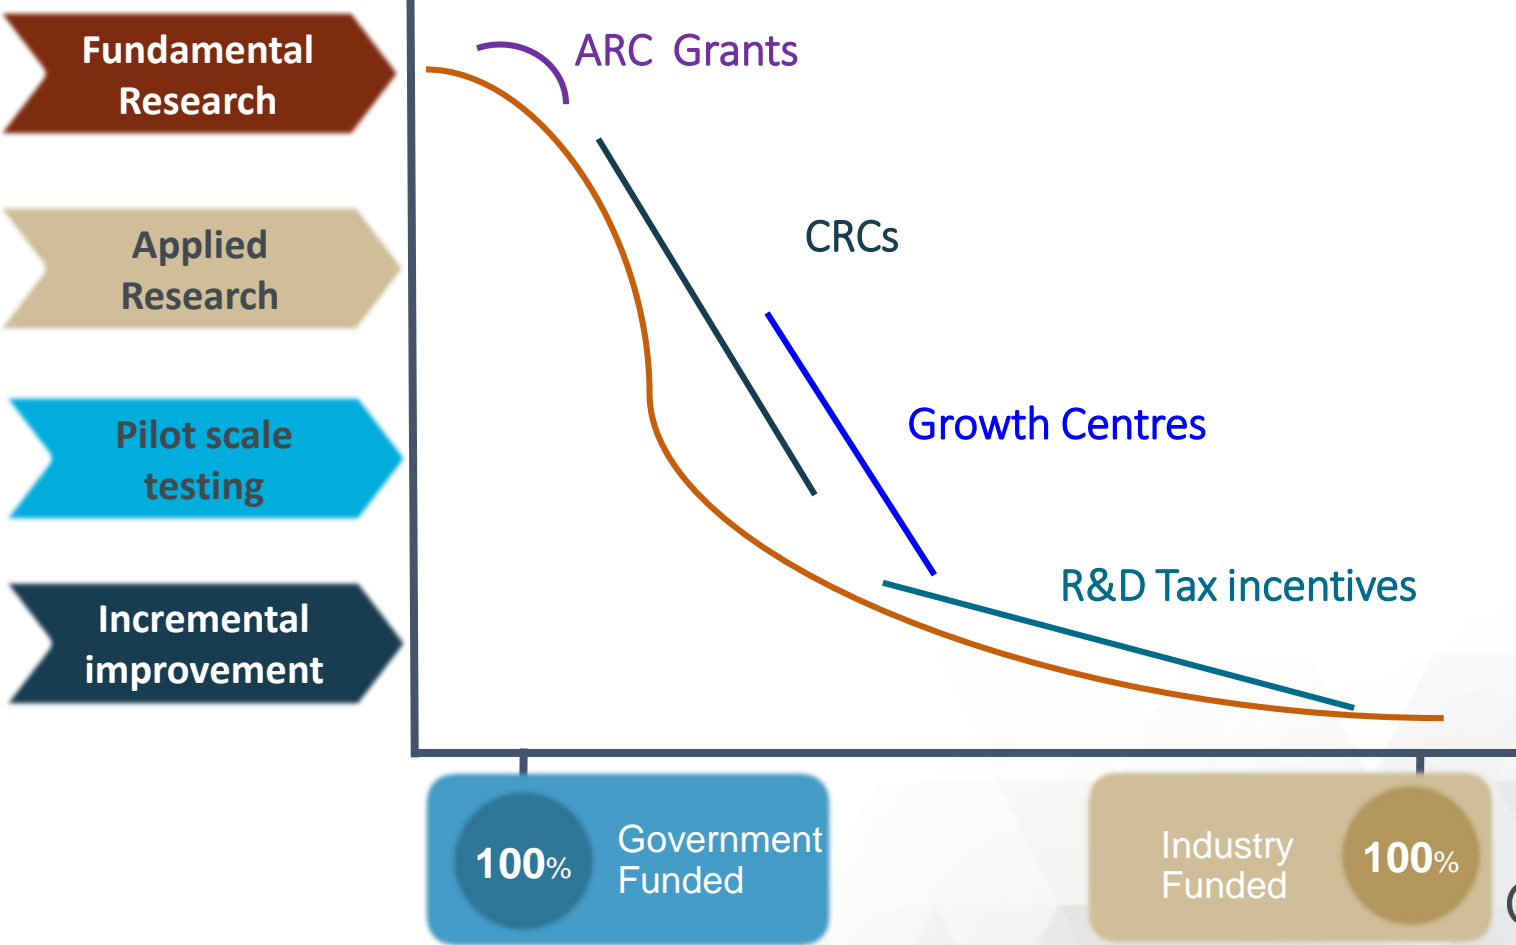 Fundamental
Research
ARC Grants
Applied
Research
CRCs
Pilot scale
testing
Growth Centres
Incremental
improvement
R&D Tax incentives
100%
Government
Funded
Industry
Funded
100%